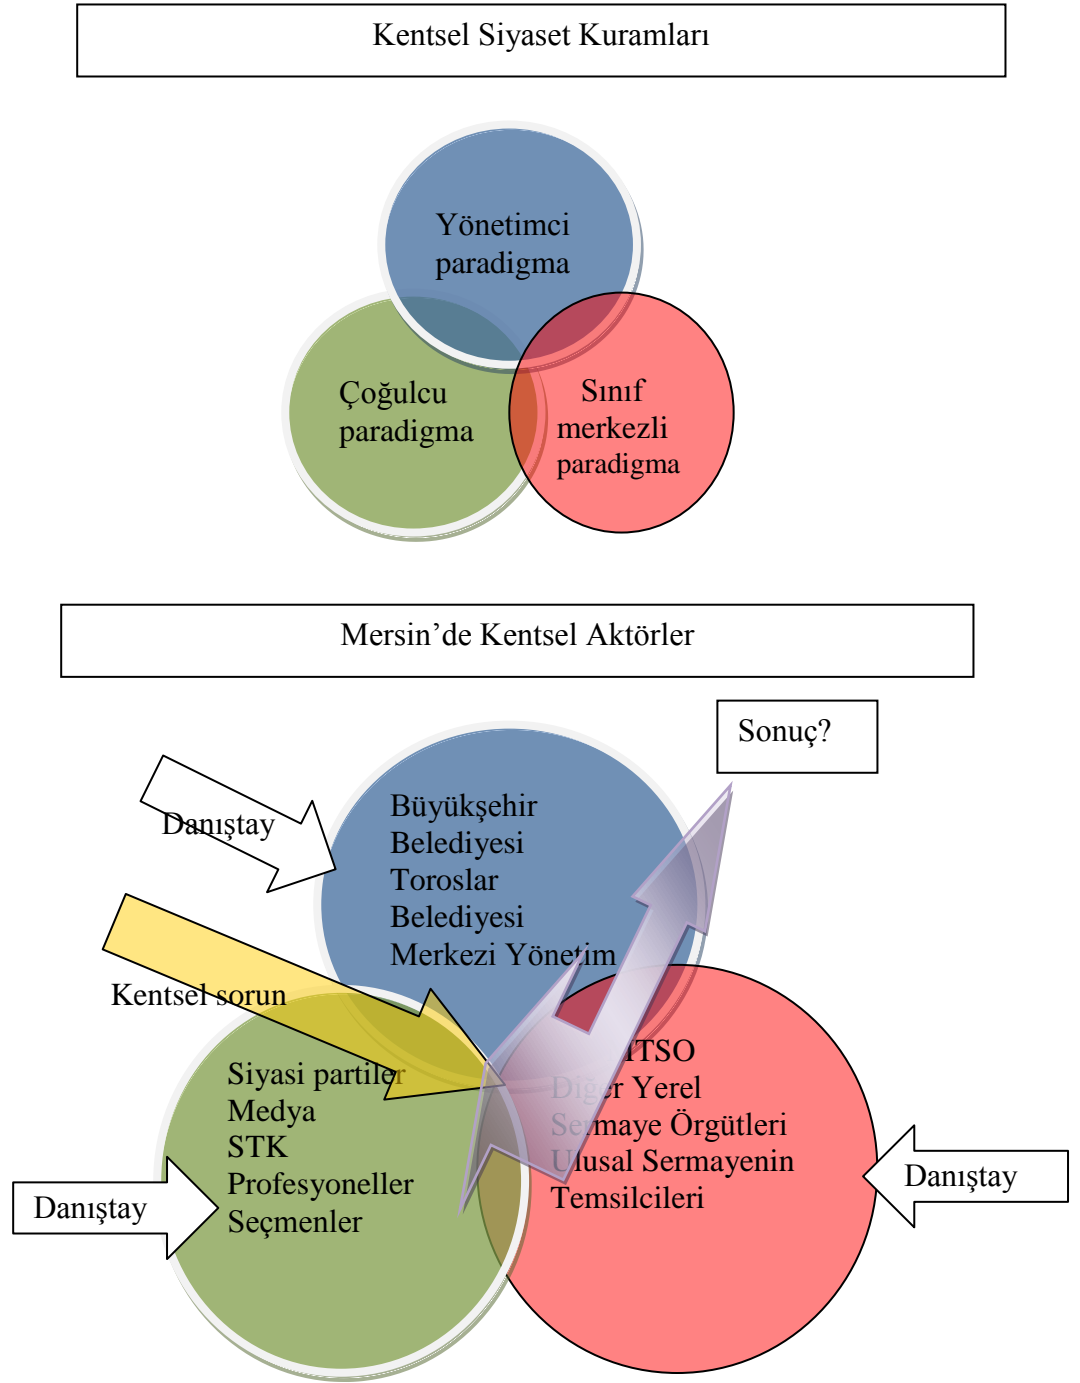 Kentsel Siyaset Kuramları
Yönetimci
paradigma
Çoğulcu
paradigma
Sınıf
merkezli
paradigma
Mersin’de Kentsel Aktörler
Sonuç?
Büyükşehir
Belediyesi
Toroslar
Belediyesi
Merkezi Yönetim
Danıştay
Kentsel sorun
Siyasi partiler
Medya
STK
Profesyoneller
Seçmenler
Danıştay
Diğer Yerel
Sermaye Örgütleri
Ulusal Sermayenin
Temsilcileri
Danıştay